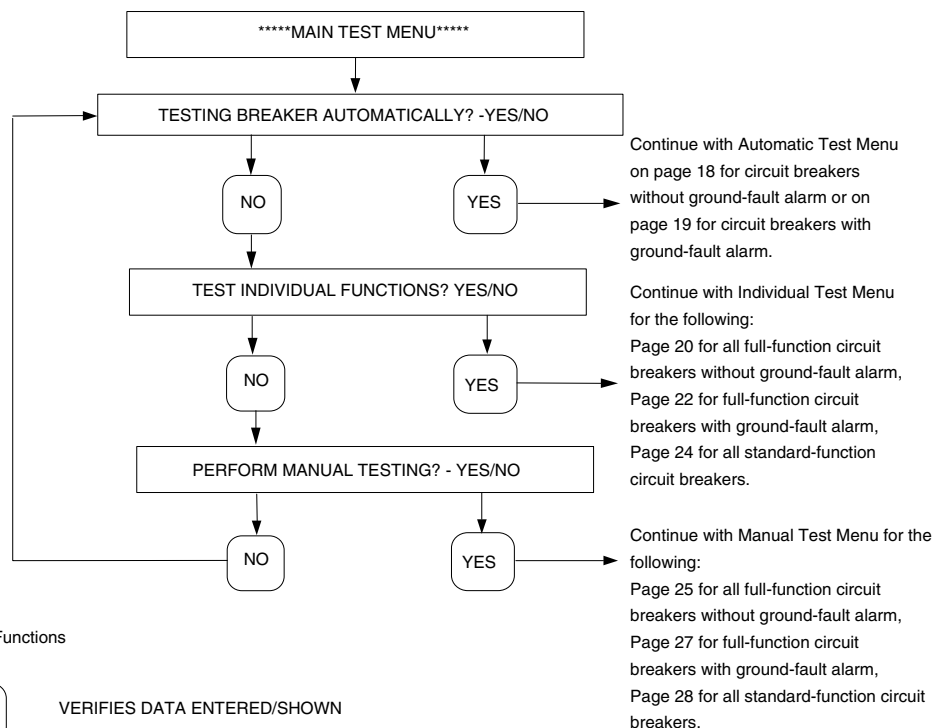 *****MAIN TEST MENU*****
TESTING BREAKER AUTOMATICALLY? -YES/NO
NO
YES
Continue with Automatic Test Menu
on page 18 for circuit breakers
without ground-fault alarm or on
page 19 for circuit breakers with
ground-fault alarm.
TEST INDIVIDUAL FUNCTIONS? YES/NO
NO
YES
Continue with Individual Test Menu
for the following:
Page 20 for all full-function circuit
breakers without ground-fault alarm,
Page 22 for full-function circuit
breakers with ground-fault alarm,
Page 24 for all standard-function
circuit breakers.
PERFORM MANUAL TESTING? - YES/NO
NO
YES
Continue with Manual Test Menu for the
following:
Page 25 for all full-function circuit
breakers without ground-fault alarm,
Page 27 for full-function circuit
breakers with ground-fault alarm,
Page 28 for all standard-function circuit
breakers.
Functions
VERIFIES DATA ENTERED/SHOWN